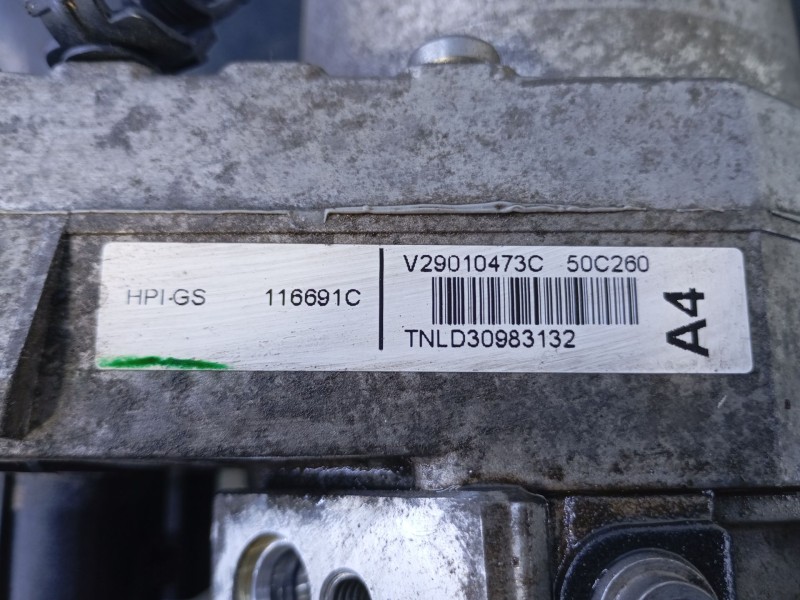 HPI-GS 116691C
V29010473C 50C260
TNLD30983132
A4